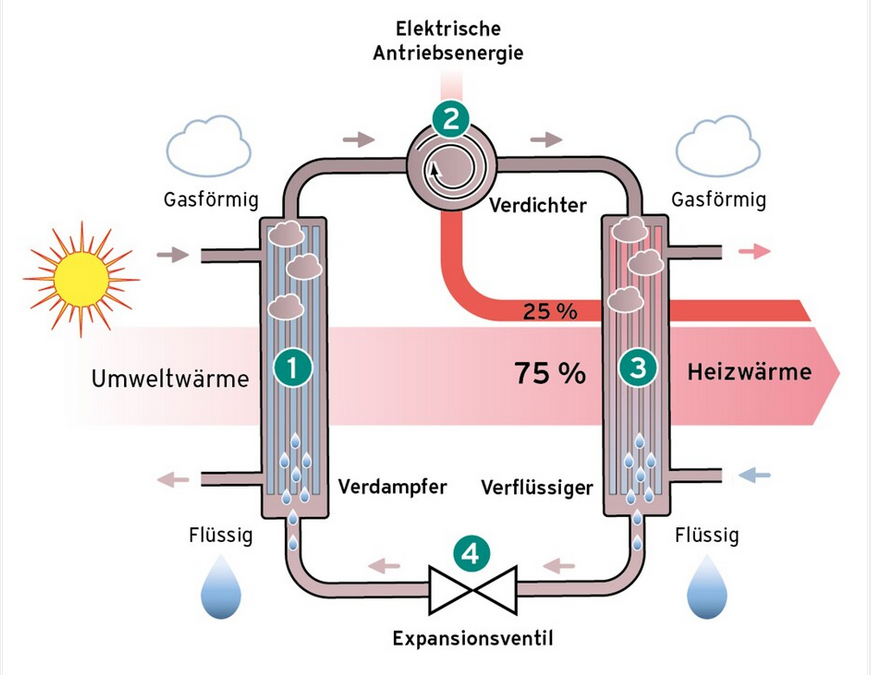 Elektrische
Antriebsenergie
2
Gasförmig
Verdichter
Gasförmig
25 %
Umweltwärme
1
75 %
3
Heizwärme
Verdampfer
Verflüssiger
Flüssig
4
Flüssig
Expansionsventil